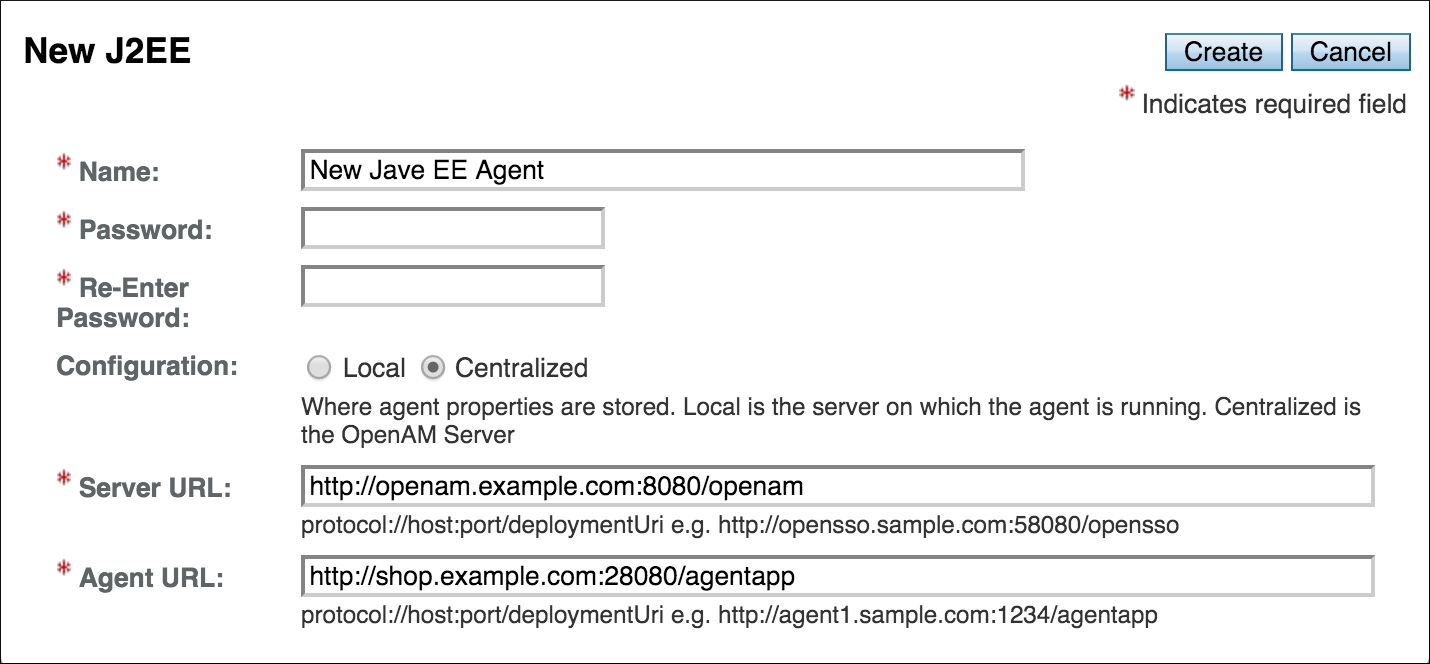 New J2EE
Create Cancel
* Indicates required field
* Name: New Jave EE Agent
* Password:
* Re-Enter
Password:
Configuration: Local Centralized
Where agent properties are stored. Local is the server on which the agent is running. Centralized is
the OpenAM Server
* Server URL: http://openam.example.com:8080/openam
protocol://host:port/deploymentUri e.g. http://opensso.sample.com:58080/opensso
* Agent URL: http://shop.example.com:28080/agentapp
protocol://host:port/deploymentUri e.g. http://agent1.sample.com:1234/agentapp